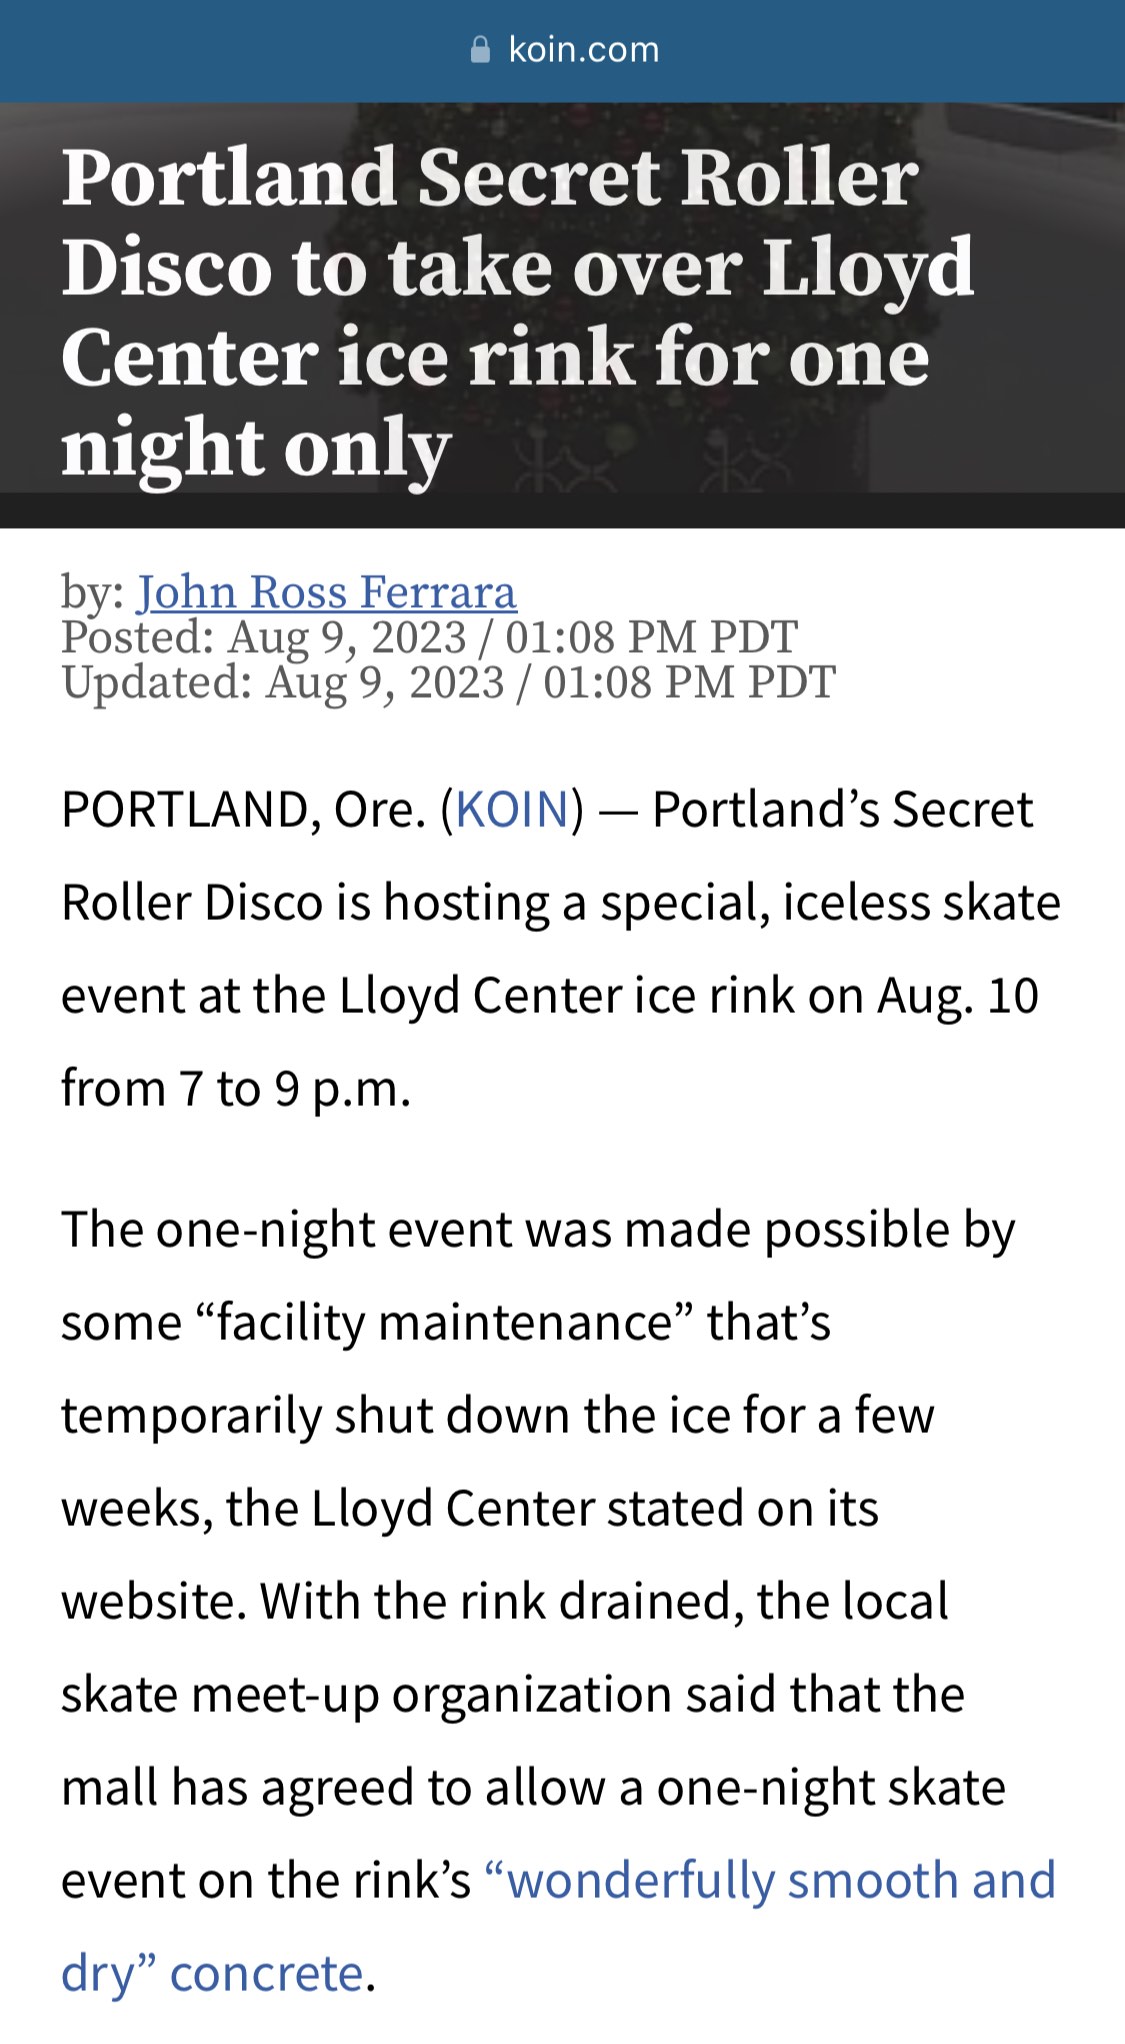 koin.com
Portland Secret Roller
Disco to take over Lloyd
Center ice rink for one
night only
by: John Ross Ferrara
Posted: Aug 9, 2023 / 01:08 PM PDT
Updated: Aug 9, 2023 / 01:08 PM PDT
PORTLAND, Ore. (KOIN) — Portland’s Secret
Roller Disco is hosting a special, iceless skate
event at the Lloyd Center ice rink on Aug. 10
from 7 to 9 p.m.
The one-night event was made possible by
some “facility maintenance” that’s
temporarily shut down the ice for a few
weeks, the Lloyd Center stated on its
website. With the rink drained, the local
skate meet-up organization said that the
mall has agreed to allow a one-night skate
event on the rink’s “wonderfully smooth and
dry” concrete.